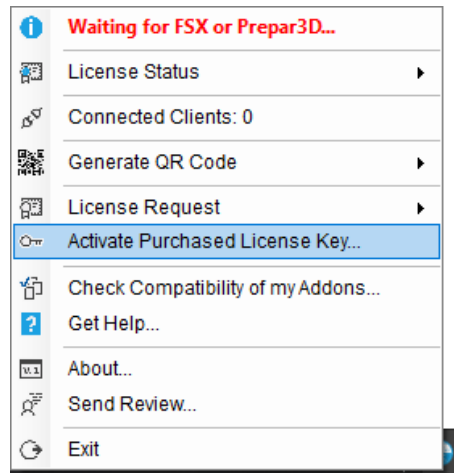 Waiting for FSX or Prepar3D...
License Status
Connected Clients: 0
Generate QR Code
License Request
Activate Purchased License Key...
Check Compatibility of my Addons...
Get Help...
About...
Send Review...
Exit